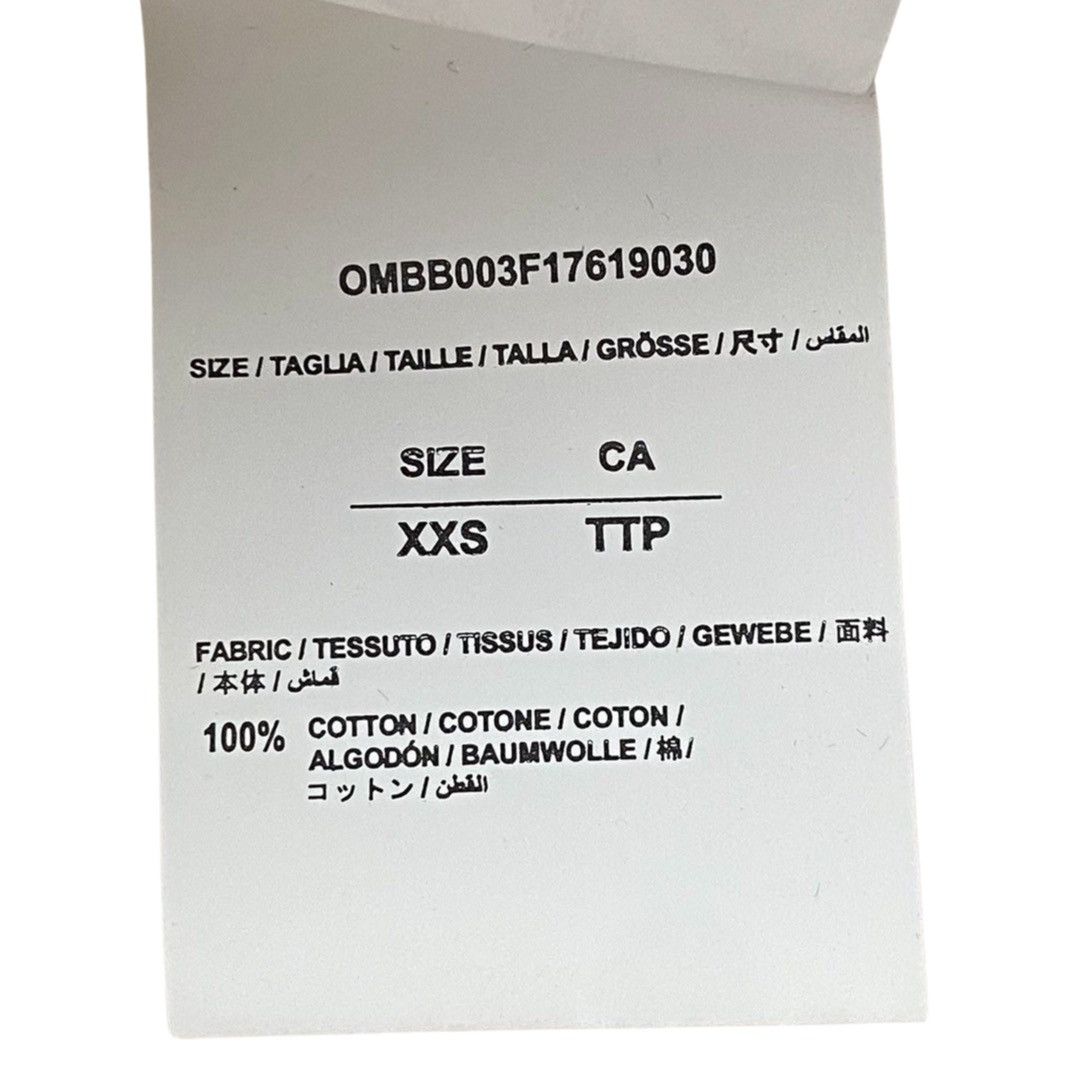 OMBB003F17619030
SIZE / TAGLIA / TAILLE / TALLA / GRÖSSE / 尺寸 / المقاس
SIZE CA
XXS TTP
FABRIC / TESSUTO / TISSUS / TEJIDO / GEWEBE / 面料
/ 本体 / قماش
100% COTTON / COTONE / COTON /
ALGODÓN / BAUMWOLLE / 棉 /
コットン / القطن